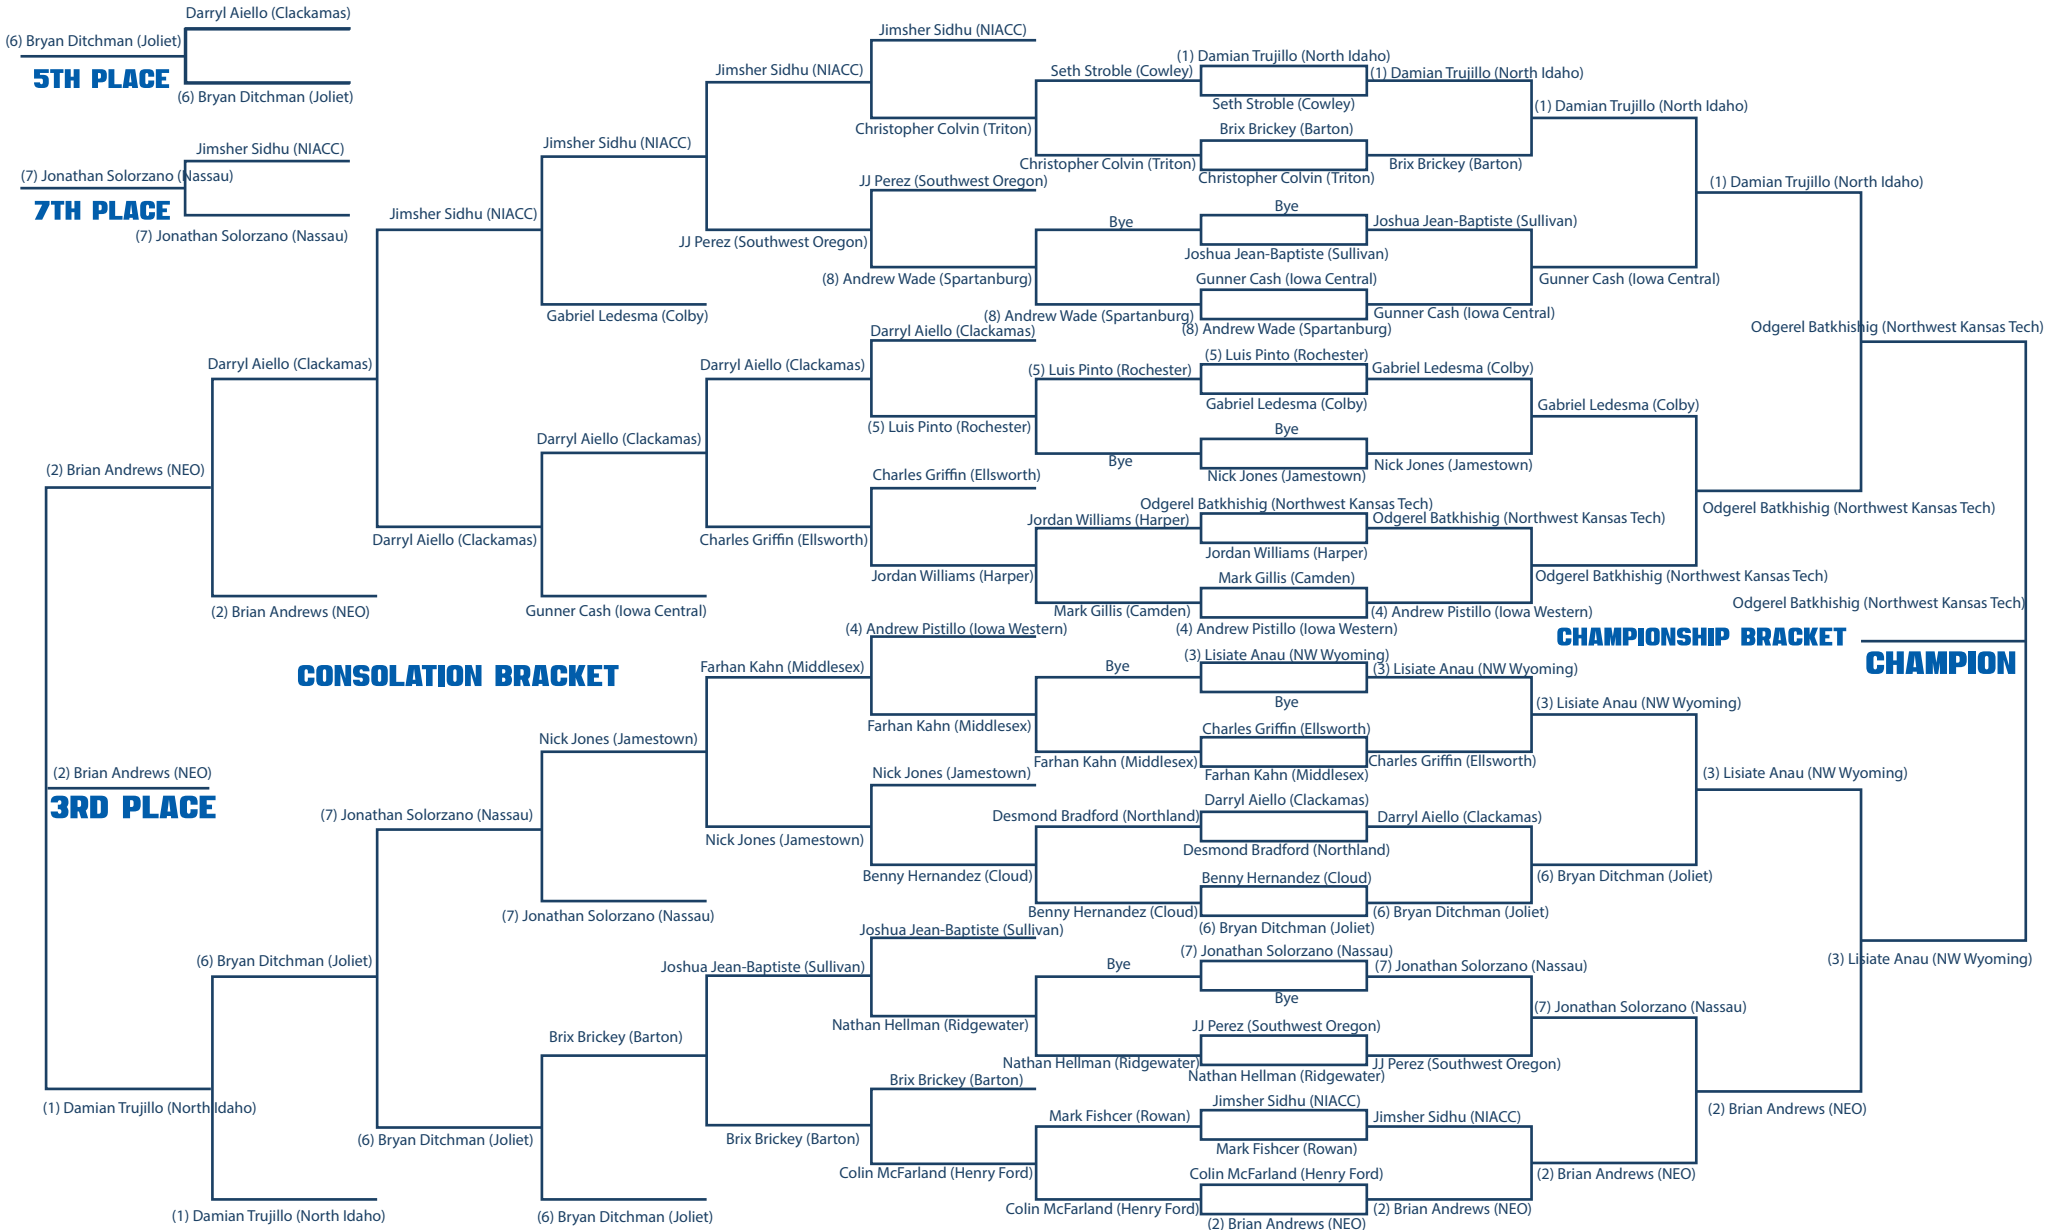 Darryl Aiello (Clackamas)
(6) Bryan Ditchman (Joliet)
5TH PLACE
(6) Bryan Ditchman (Joliet)
Jimsher Sidhu (NIACC)
(7) Jonathan Solorzano (Nassau)
7TH PLACE
(7) Jonathan Solorzano (Nassau)
(2) Brian Andrews (NEO)
(2) Brian Andrews (NEO)
3RD PLACE
(1) Damian Trujillo (North Idaho)
Darryl Aiello (Clackamas)
(2) Brian Andrews (NEO)
(6) Bryan Ditchman (Joliet)
(1) Damian Trujillo (North Idaho)
Jimsher Sidhu (NIACC)
Darryl Aiello (Clackamas)
CONSOLATION BRACKET
(7) Jonathan Solorzano (Nassau)
(6) Bryan Ditchman (Joliet)
Jimsher Sidhu (NIACC)
Gabriel Ledesma (Colby)
Darryl Aiello (Clackamas)
Gunner Cash (Iowa Central)
Nick Jones (Jamestown)
(7) Jonathan Solorzano (Nassau)
Brix Brickey (Barton)
(6) Bryan Ditchman (Joliet)
Jimsher Sidhu (NIACC)
JJ Perez (Southwest Oregon)
Darryl Aiello (Clackamas)
Charles Griffin (Ellsworth)
Farhan Kahn (Middlesex)
Nick Jones (Jamestown)
Joshua Jean-Baptiste (Sullivan)
Brix Brickey (Barton)
Jimsher Sidhu (NIACC)
Christopher Colvin (Triton)
JJ Perez (Southwest Oregon)
(8) Andrew Wade (Spartanburg)
Darryl Aiello (Clackamas)
(5) Luis Pinto (Rochester)
Charles Griffin (Ellsworth)
Jordan Williams (Harper)
(4) Andrew Pistillo (Iowa Western)
Farhan Kahn (Middlesex)
Nick Jones (Jamestown)
Benny Hernandez (Cloud)
Joshua Jean-Baptiste (Sullivan)
Nathan Hellman (Ridgewater)
Brix Brickey (Barton)
Colin McFarland (Henry Ford)
Seth Stroble (Cowley)
Christopher Colvin (Triton)
Bye
(8) Andrew Wade (Spartanburg)
(5) Luis Pinto (Rochester)
Bye
Jordan Williams (Harper)
Mark Gillis (Camden)
Bye
Farhan Kahn (Middlesex)
Desmond Bradford (Northland)
Benny Hernandez (Cloud)
Bye
Nathan Hellman (Ridgewater)
Mark Fishcer (Rowan)
Colin McFarland (Henry Ford)
(1) Damian Trujillo (North Idaho)
Seth Stroble (Cowley)
Brix Brickey (Barton)
Christopher Colvin (Triton)
Bye
Joshua Jean-Baptiste (Sullivan)
Gunner Cash (Iowa Central)
(8) Andrew Wade (Spartanburg)
(5) Luis Pinto (Rochester)
Gabriel Ledesma (Colby)
Bye
Nick Jones (Jamestown)
Odgerel Batkhishig (Northwest Kansas Tech)
Jordan Williams (Harper)
Mark Gillis (Camden)
(4) Andrew Pistillo (Iowa Western)
(3) Lisiate Anau (NW Wyoming)
Bye
Charles Griffin (Ellsworth)
Farhan Kahn (Middlesex)
Darryl Aiello (Clackamas)
Desmond Bradford (Northland)
Benny Hernandez (Cloud)
(6) Bryan Ditchman (Joliet)
(7) Jonathan Solorzano (Nassau)
Bye
JJ Perez (Southwest Oregon)
Nathan Hellman (Ridgewater)
Jimsher Sidhu (NIACC)
Mark Fishcer (Rowan)
Colin McFarland (Henry Ford)
(2) Brian Andrews (NEO)
(1) Damian Trujillo (North Idaho)
Brix Brickey (Barton)
Joshua Jean-Baptiste (Sullivan)
Gunner Cash (Iowa Central)
Gabriel Ledesma (Colby)
Nick Jones (Jamestown)
Odgerel Batkhishig (Northwest Kansas Tech)
(4) Andrew Pistillo (Iowa Western)
(3) Lisiate Anau (NW Wyoming)
Charles Griffin (Ellsworth)
Darryl Aiello (Clackamas)
(6) Bryan Ditchman (Joliet)
(7) Jonathan Solorzano (Nassau)
JJ Perez (Southwest Oregon)
Jimsher Sidhu (NIACC)
(2) Brian Andrews (NEO)
(1) Damian Trujillo (North Idaho)
Gunner Cash (Iowa Central)
Gabriel Ledesma (Colby)
Odgerel Batkhishig (Northwest Kansas Tech)
(3) Lisiate Anau (NW Wyoming)
(6) Bryan Ditchman (Joliet)
(7) Jonathan Solorzano (Nassau)
(2) Brian Andrews (NEO)
(1) Damian Trujillo (North Idaho)
Odgerel Batkhishig (Northwest Kansas Tech)
(3) Lisiate Anau (NW Wyoming)
(2) Brian Andrews (NEO)
Odgerel Batkhishig (Northwest Kansas Tech)
(3) Lisiate Anau (NW Wyoming)
Odgerel Batkhishig (Northwest Kansas Tech)
CHAMPIONSHIP BRACKET
CHAMPION